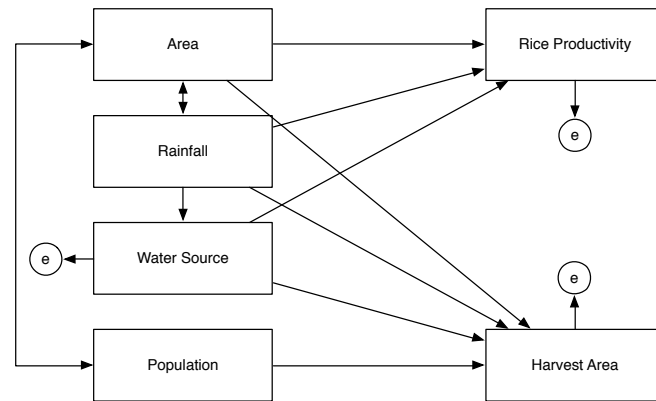 Area
Rice Productivity
e
Rainfall
Water Source
e
e
Population
Harvest Area